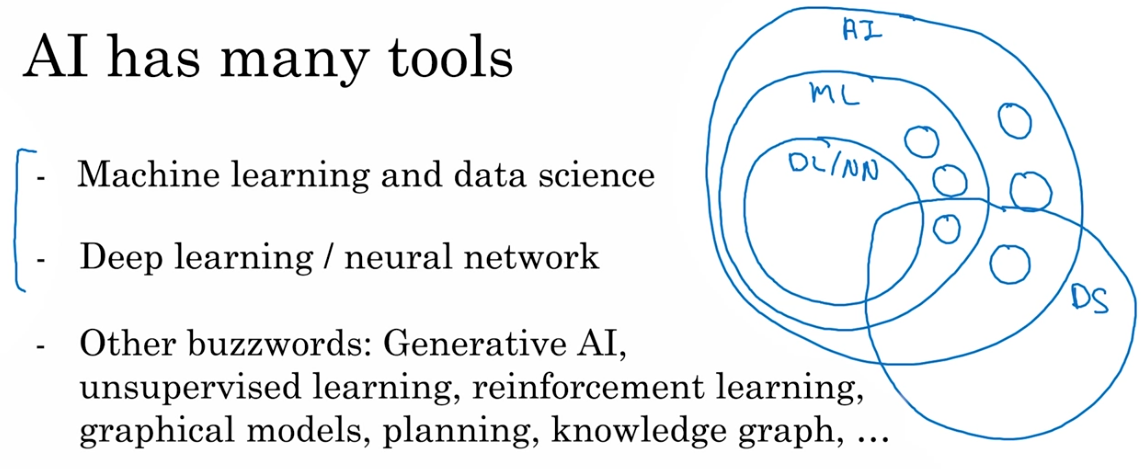 AI has many tools
- Machine learning and data science
- Deep learning / neural network
- Other buzzwords: Generative AI,
unsupervised learning, reinforcement learning,
graphical models, planning, knowledge graph, ...
AI
ML
DL/NN
DS